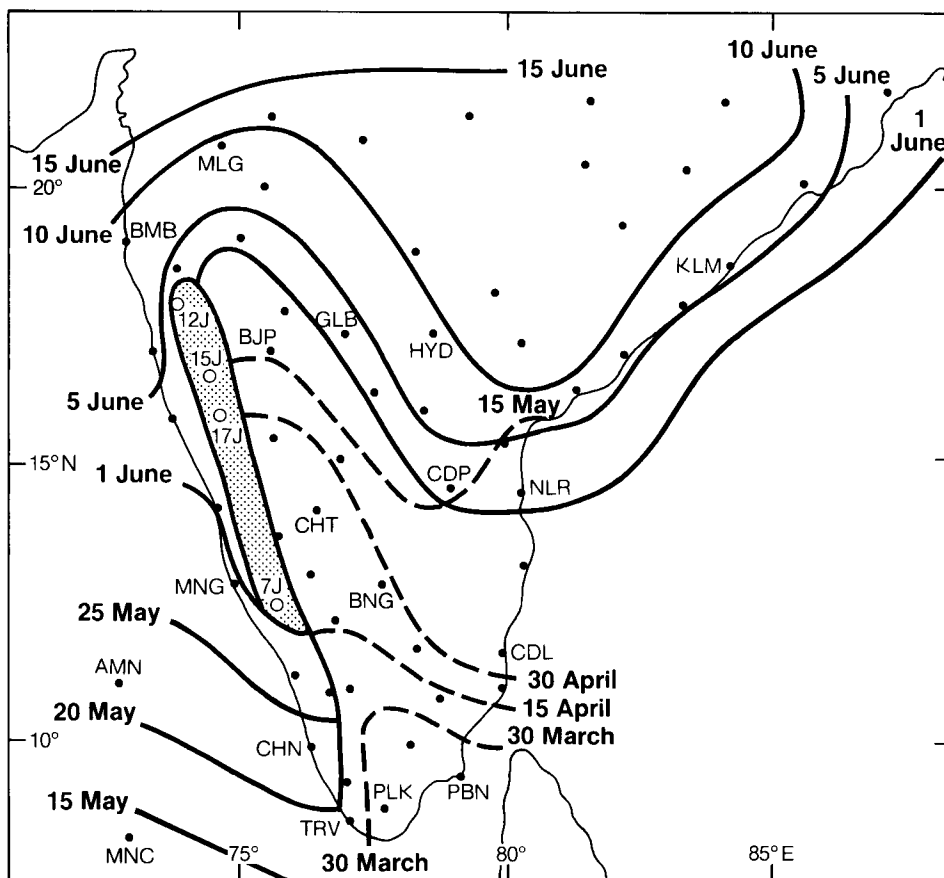 10 June
15 June
5 June
1
June
15 June
MLG
20°
10 June
BMB
KLM
12J
GLB
BJP
HYD
15J
5 June
15 May
17J
15°N
1 June
CDP
NLR
CHT
7J
MNG
BNG
25 May
CDL
AMN
30 April
15 April
20 May
30 March
CHN
PLK
PBN
15 May
TRV
MNC
75°
30 March
80°
85°E